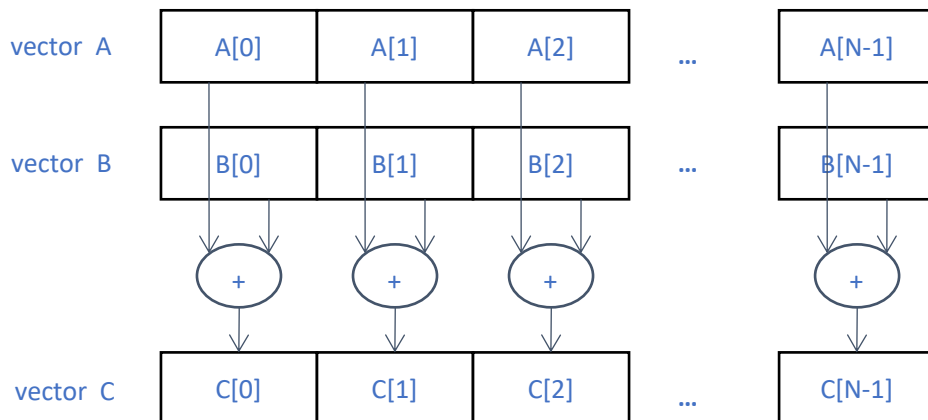 vector A A[0] A[1] A[2] ... A[N-1]
vector B B[0] B[1] B[2] ... B[N-1]
+ + + +
vector C C[0] C[1] C[2] ... C[N-1]